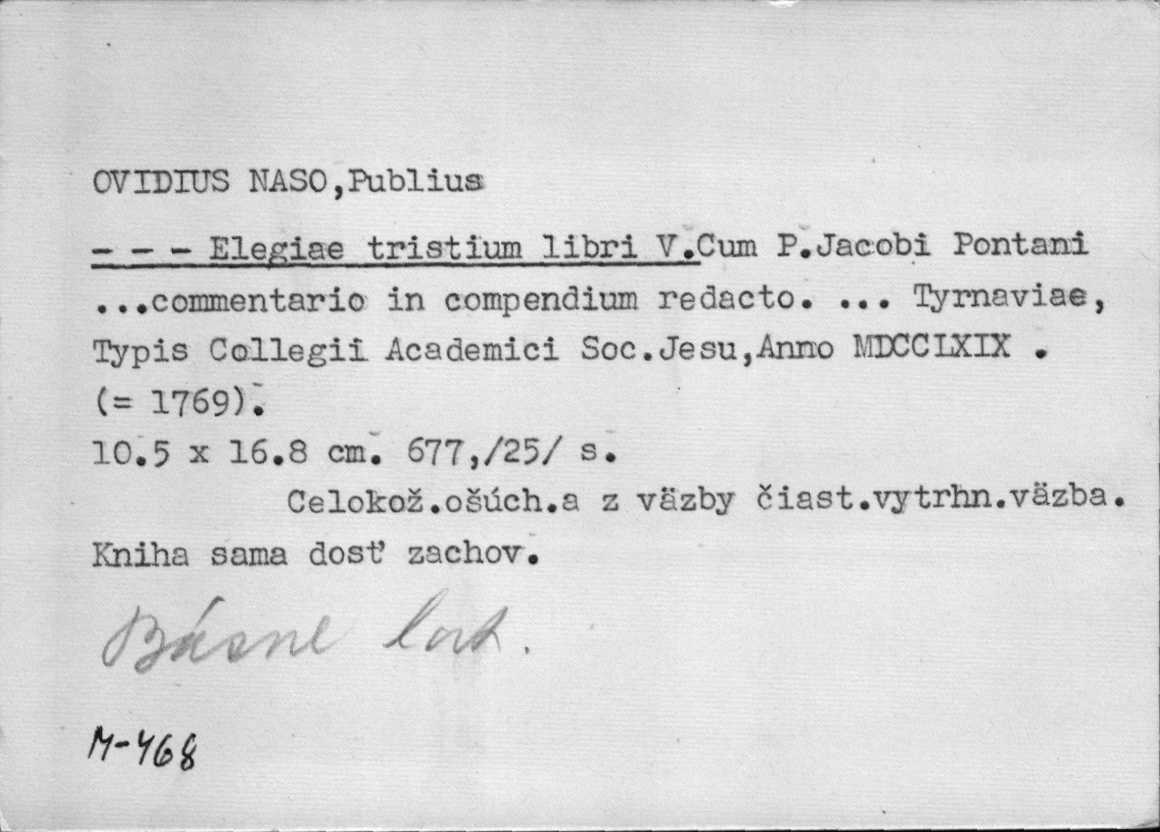 OVIDIUS NASO,Publius
- - - Elegiae tristium libri V.Cum P.Jacobi Pontani
...commentario in compendium redacto. ... Tyrnaviae,
Typis Collegii Academici Soc.Jesu,Anno MDCCLXIX .
(= 1769).
10.5 x 16.8 cm. 677,/25/ s.
Celokož.ošúch.a z väzby čiast.vytrhn.väzba.
Kniha sama dosť zachov.
Básne lat.
M-468